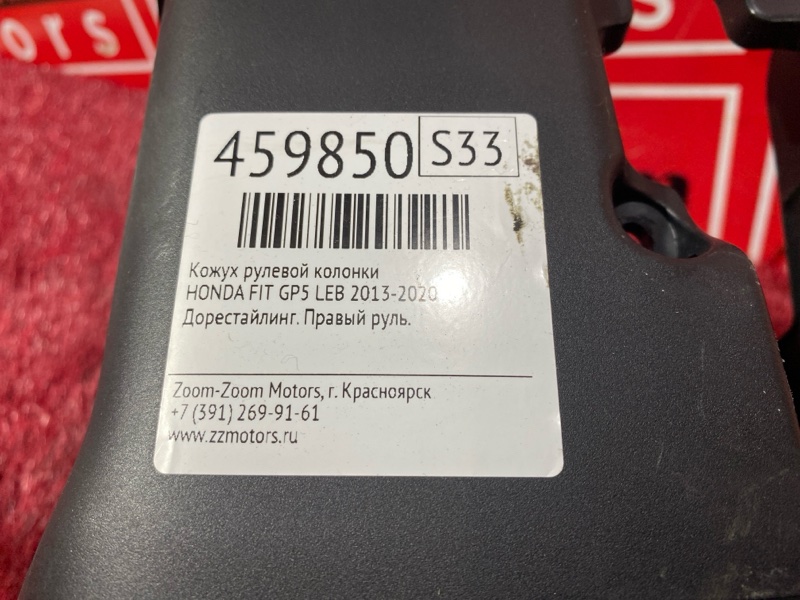 ors
s
459850 S33
Кожух рулевой колонки
HONDA FIT GP5 LEB 2013-2020
Дорестайлинг. Правый руль.
Zoom-Zoom Motors, г. Красноярск
+7 (391) 269-91-61
www.zzmotors.ru